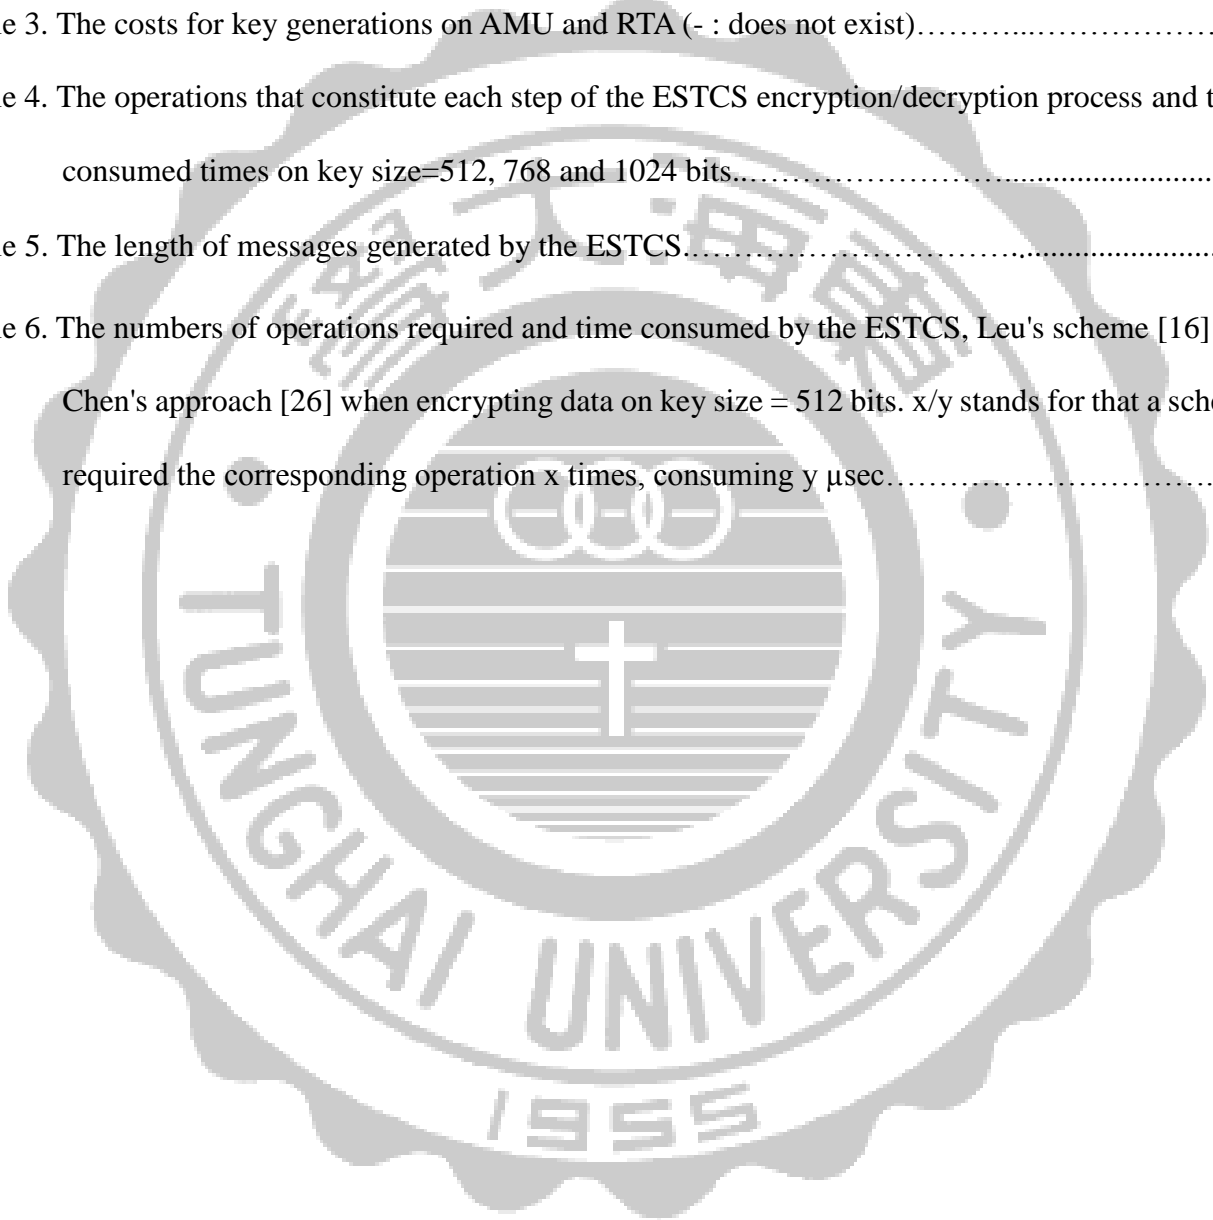 e 3. The costs for key generations on AMU and RTA (- : does not exist)……….....………………
e 4. The operations that constitute each step of the ESTCS encryption/decryption process and t
consumed times on key size=512, 768 and 1024 bits..……………………….....................
e 5. The length of messages generated by the ESTCS.…………………………......................
e 6. The numbers of operations required and time consumed by the ESTCS, Leu's scheme [16]
Chen's approach [26] when encrypting data on key size = 512 bits. x/y stands for that a sch
required the corresponding operation x times, consuming y µsec…………………………
學大海東
TUNGHAI UNIVERSITY
1955